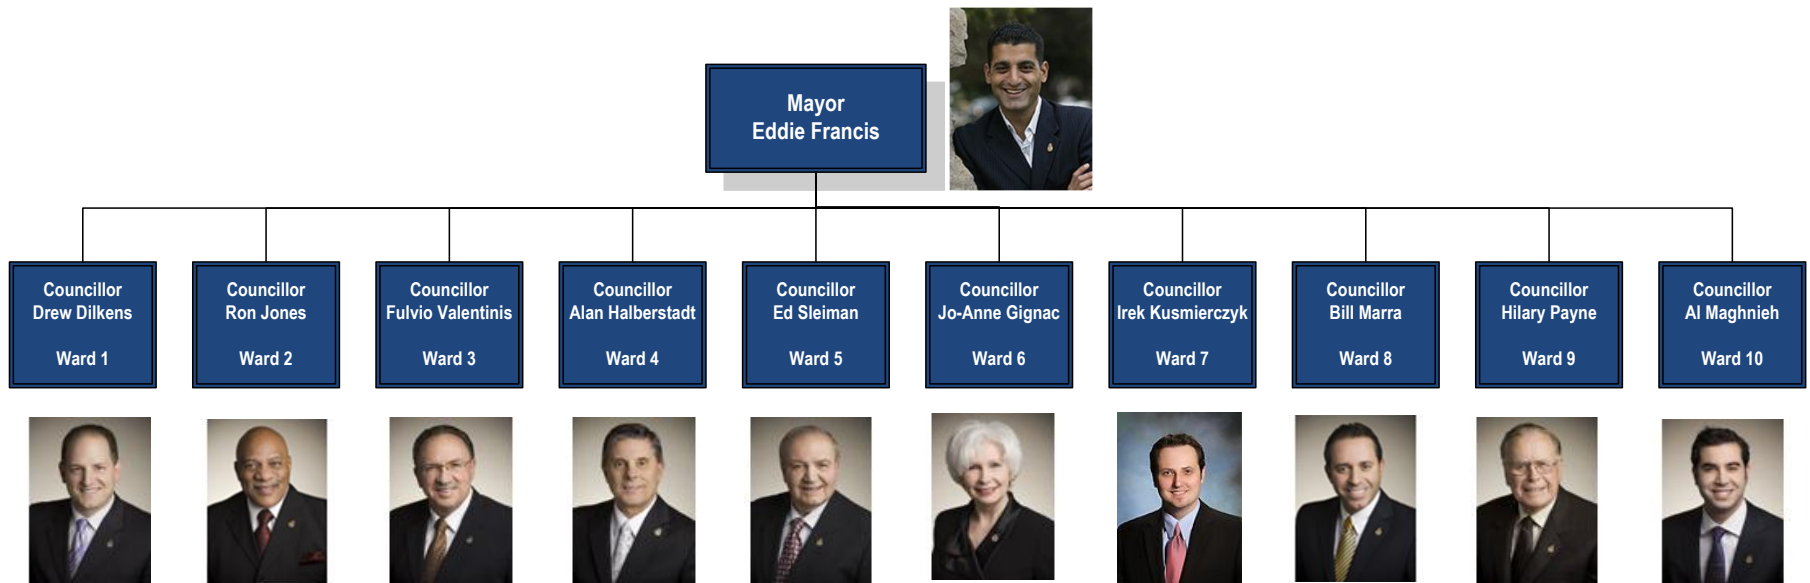 Mayor
Eddie Francis
Councillor
Drew Dilkens
Ward 1
Councillor
Ron Jones
Ward 2
Councillor
Fulvio Valentinis
Ward 3
Councillor
Alan Halberstadt
Ward 4
Councillor
Ed Sleiman
Ward 5
Councillor
Jo-Anne Gignac
Ward 6
Councillor
Irek Kusmierczyk
Ward 7
Councillor
Bill Marra
Ward 8
Councillor
Hilary Payne
Ward 9
Councillor
Al Maghnieh
Ward 10